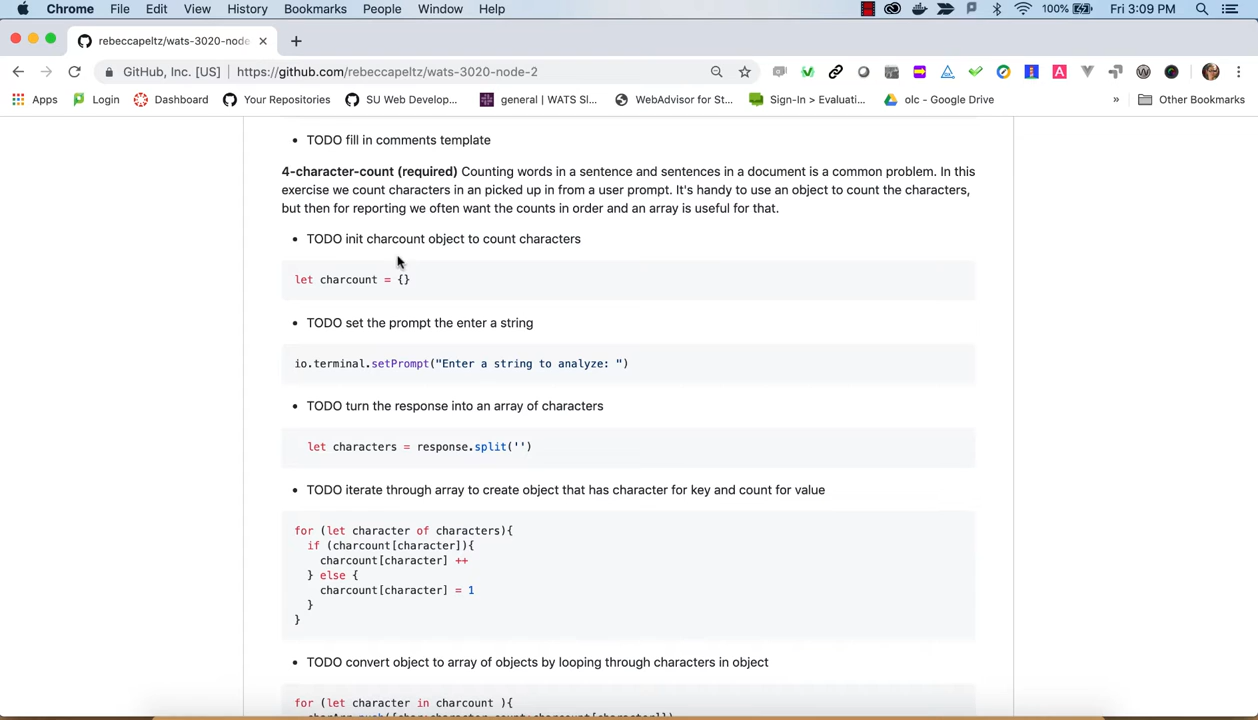 Chrome File Edit View History Bookmarks People Window Help 100% Fri 3:09 PM
rebeccapeltz/wats-3020-node
GitHub, Inc. [US] https://github.com/rebeccapeltz/wats-3020-node-2
Apps Login Dashboard Your Repositories SU Web Develop... general | WATS Sl... WebAdvisor for St... Sign-In > Evaluati... olc - Google Drive » Other Bookmarks
• TODO fill in comments template
4-character-count (required) Counting words in a sentence and sentences in a document is a common problem. In this
exercise we count characters in an picked up in from a user prompt. It's handy to use an object to count the characters,
but then for reporting we often want the counts in order and an array is useful for that.
• TODO init charcount object to count characters
let charcount = {}
• TODO set the prompt the enter a string
io.terminal.setPrompt("Enter a string to analyze: ")
• TODO turn the response into an array of characters
let characters = response.split('')
• TODO iterate through array to create object that has character for key and count for value
for (let character of characters){
if (charcount[character]){
charcount[character] ++
} else {
charcount[character] = 1
}
}
• TODO convert object to array of objects by looping through characters in object
for (let character in charcount ){
charArr.push({char:character,count:charcount[character]})